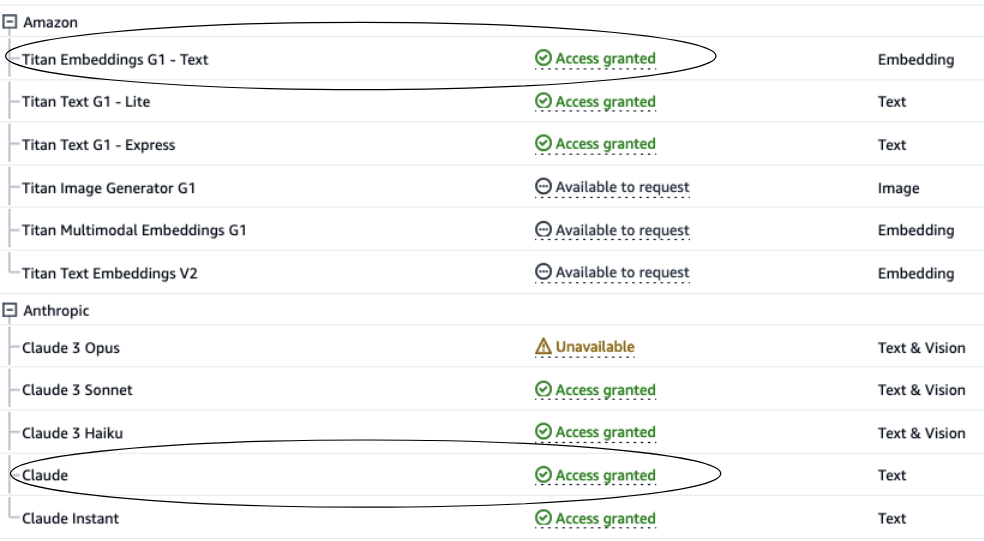 Amazon
Titan Embeddings G1 - Text Access granted Embedding
Titan Text G1 - Lite Access granted Text
Titan Text G1 - Express Access granted Text
Titan Image Generator G1 Available to request Image
Titan Multimodal Embeddings G1 Available to request Embedding
Titan Text Embeddings V2 Available to request Embedding
Anthropic
Claude 3 Opus Unavailable Text & Vision
Claude 3 Sonnet Access granted Text & Vision
Claude 3 Haiku Access granted Text & Vision
Claude Access granted Text
Claude Instant Access granted Text